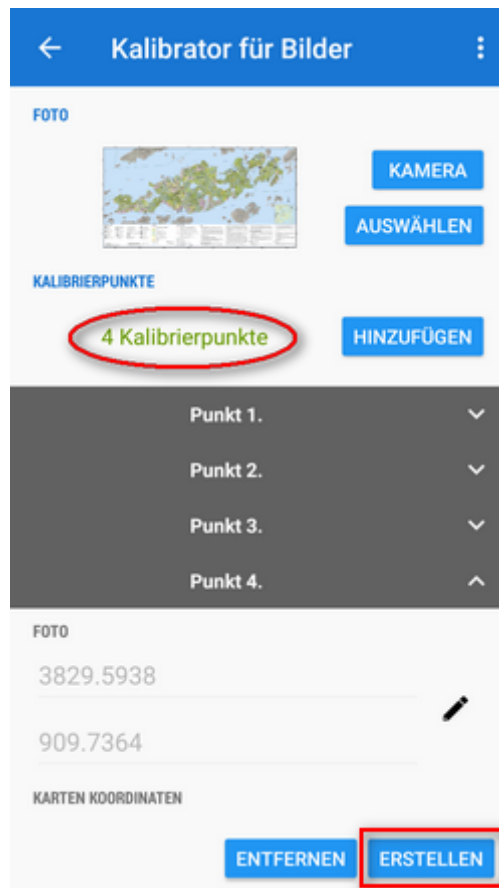 Kalibrator für Bilder
FOTO
KAMERA
AUSWÄHLEN
KALIBRIERPUNKTE
4 Kalibrierpunkte
HINZUFÜGEN
Punkt 1.
Punkt 2.
Punkt 3.
Punkt 4.
FOTO
3829.5938
909.7364
KARTEN KOORDINATEN
ENTFERNEN
ERSTELLEN